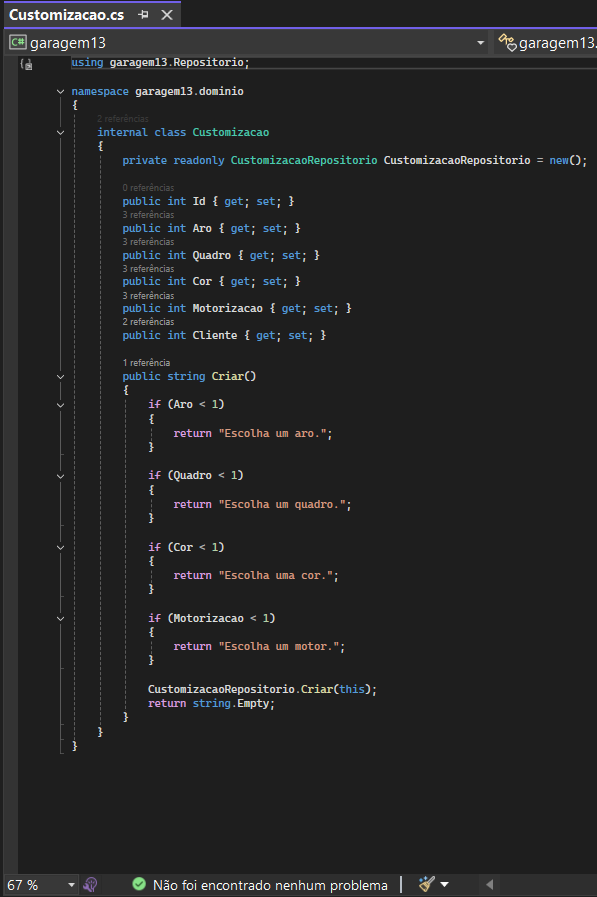 Customizacao.cs
C# garagem13 garagem13.
using garagem13.Repositorio;
namespace garagem13.dominio
{
2 referências
internal class Customizacao
{
private readonly CustomizacaoRepositorio CustomizacaoRepositorio = new();
0 referências
public int Id { get; set; }
3 referências
public int Aro { get; set; }
3 referências
public int Quadro { get; set; }
3 referências
public int Cor { get; set; }
3 referências
public int Motorizacao { get; set; }
2 referências
public int Cliente { get; set; }
1 referência
public string Criar()
{
if (Aro < 1)
{
return "Escolha um aro.";
}
if (Quadro < 1)
{
return "Escolha um quadro.";
}
if (Cor < 1)
{
return "Escolha uma cor.";
}
if (Motorizacao < 1)
{
return "Escolha um motor.";
}
CustomizacaoRepositorio.Criar(this);
return string.Empty;
}
}
}
67 % Não foi encontrado nenhum problema